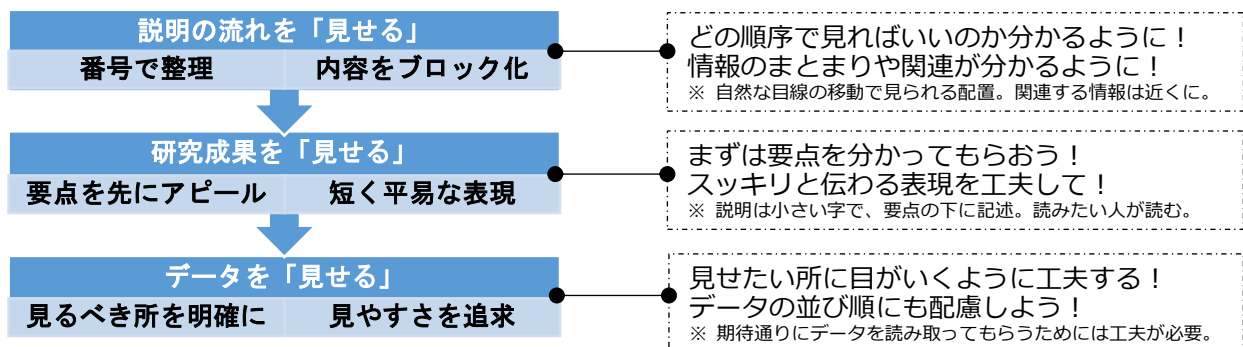 説明の流れを「見せる」
番号で整理 内容をブロック化
どの順序で見ればいいのか分かるように！
情報のまとまりや関連が分かるように！
※ 自然な目線の移動で見られる配置。関連する情報は近くに。
研究成果を「見せる」
要点を先にアピール 短く平易な表現
まずは要点を分かってもらおう！
スッキリと伝わる表現を工夫して！
※ 説明は小さい字で、要点の下に記述。読みたい人が読む。
データを「見せる」
見るべき所を明確に 見やすさを追求
見せたい所に目がいくように工夫する！
データの並び順にも配慮しよう！
※ 期待通りにデータを読み取ってもらうためには工夫が必要。